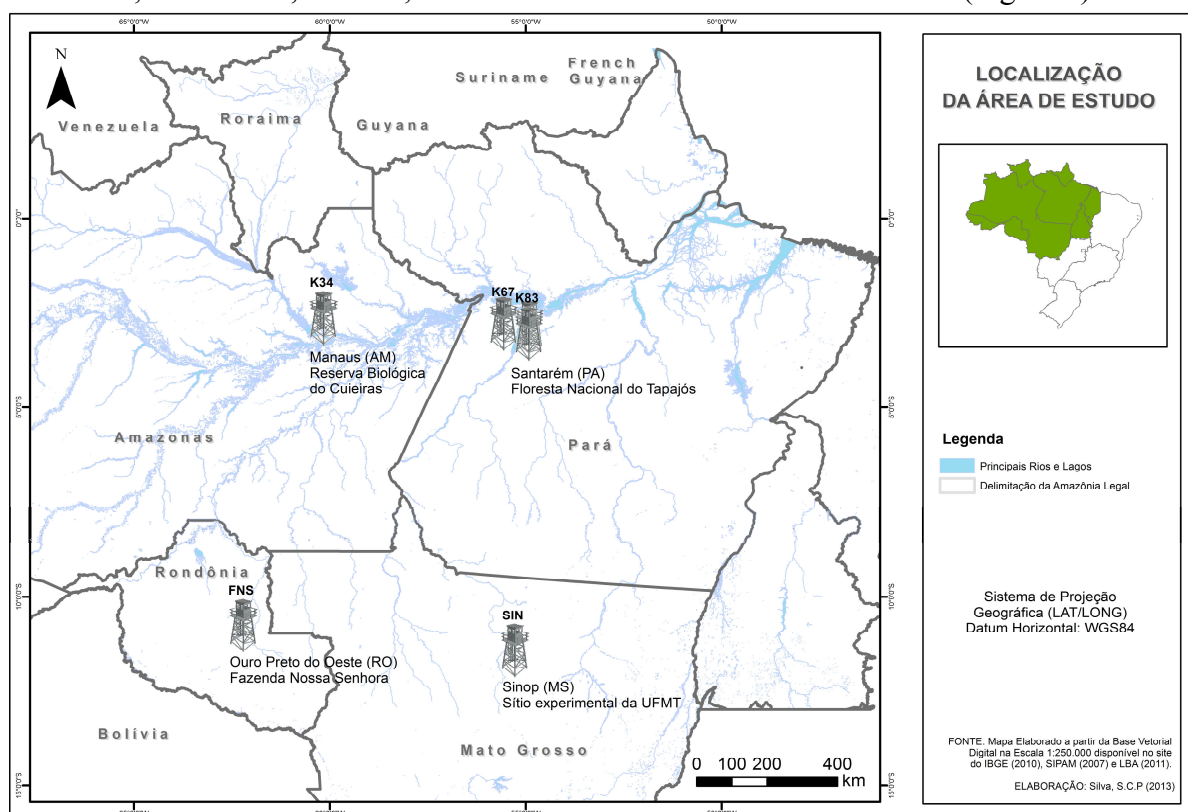 65°0'0"W 60°0'0"W 55°0'0"W 50°0'0"W
N
Venezuela
Roraima
Guyana
Suriname
French
Guyana
0°0'0"
K34
K67
K83
Manaus (AM)
Reserva Biológica
do Cuieiras
Santarém (PA)
Floresta Nacional do Tapajós
5°0'0"S
Amazonas
Pará
Rondônia
10°0'0"S
FNS
SIN
Ouro Preto do Oeste (RO)
Fazenda Nossa Senhora
Sinop (MS)
Sítio experimental da UFMT
Bolívia
Mato Grosso
0 100 200 400
km
15°0'0"S
LOCALIZAÇÃO
DA ÁREA DE ESTUDO
Legenda
Principais Rios e Lagos
Delimitação da Amazônia Legal
Sistema de Projeção
Geográfica (LAT/LONG)
Datum Horizontal: WGS84
FONTE. Mapa Elaborado a partir da Base Vetorial
Digital na Escala 1:250.000 disponível no site
do IBGE (2010), SIPAM (2007) e LBA (2011).
ELABORAÇÃO: Silva, S.C.P (2013)